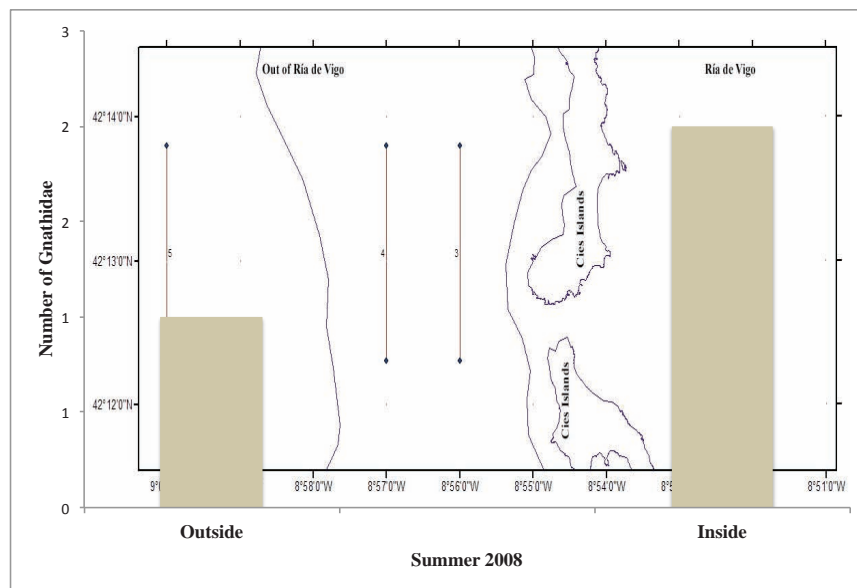 3
2
2
1
1
0
Number of Gnathidae
Out of Ría de Vigo
Ría de Vigo
42°14'0"N
42°13'0"N
42°12'0"N
5
4
3
Cies Islands
Cies Islands
8°58'0"W
8°57'0"W
8°56'0"W
8°55'0"W
8°54'0"W
8°51'0"W
Outside
Inside
Summer 2008